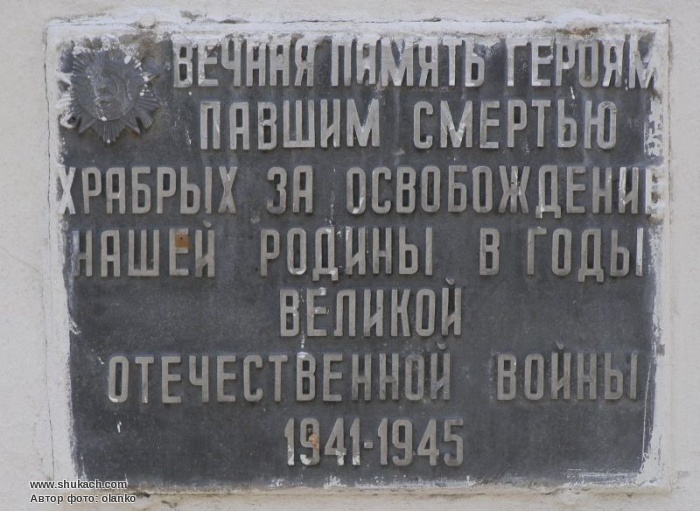 ВЕЧНАЯ ПАМЯТЬ ГЕРОЯМ
ПАВШИМ СМЕРТЬЮ
ХРАБРЫХ ЗА ОСВОБОЖДЕНИЕ
НАШЕЙ РОДИНЫ В ГОДЫ
ВЕЛИКОЙ
ОТЕЧЕСТВЕННОЙ ВОЙНЫ
1941-1945
www.shukach.com
Автор фото: olanko